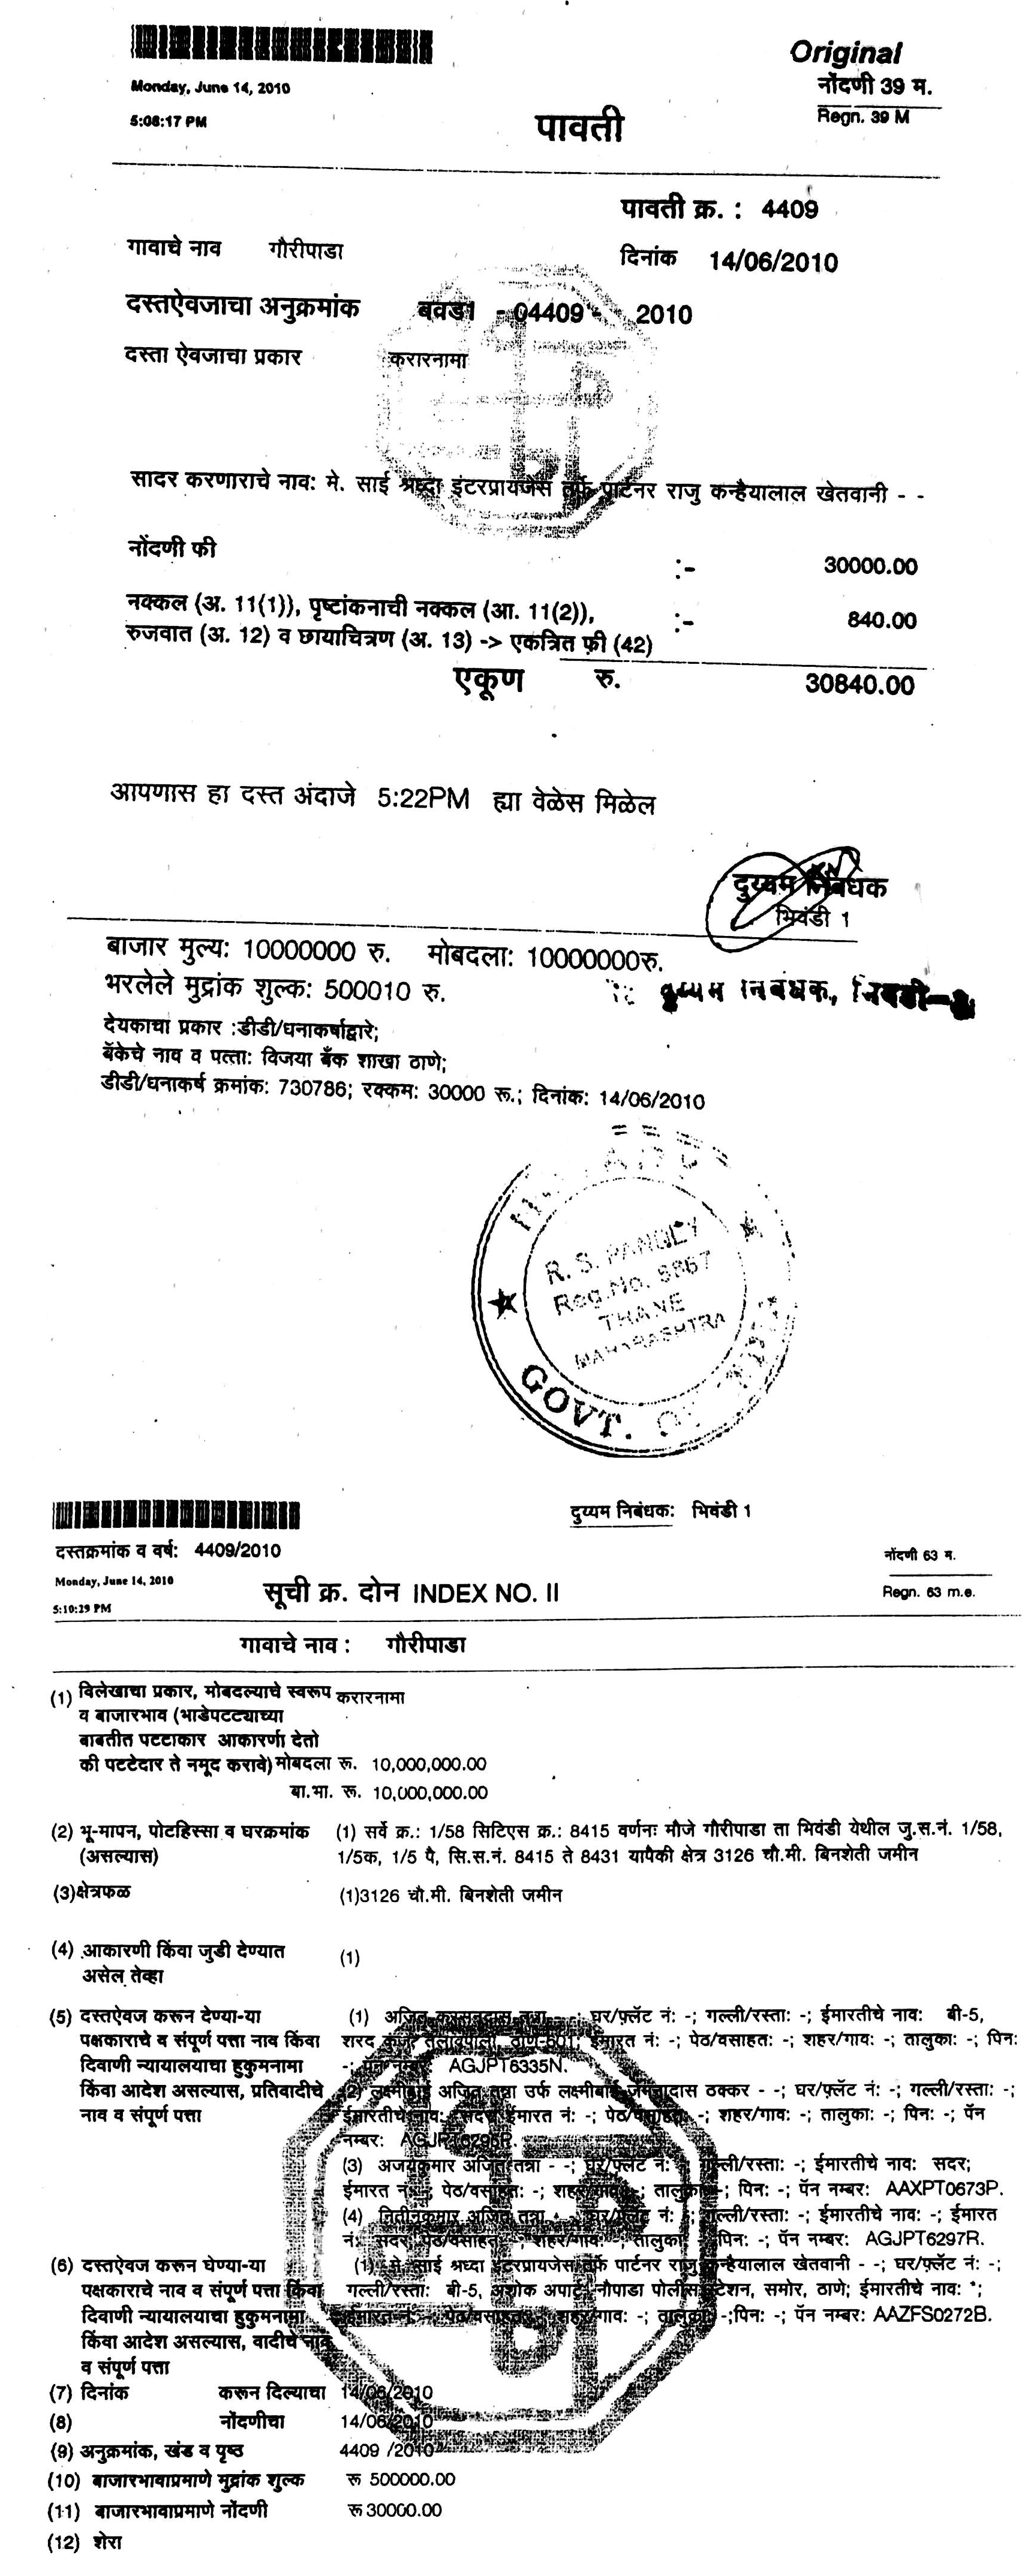 Original
Monday, June 14, 2010
नोंदणी 39 म.
5:08:17 PM
Regn. 39 M
पावती
पावती क्र. : 4409
गावाचे नाव गौरीपाडा
दिनांक 14/06/2010
दस्तऐवजाचा अनुक्रमांक बवड1 - 04409 - 2010
दस्ता ऐवजाचा प्रकार करारनामा
सादर करणाराचे नाव: मे. साई श्रध्दा इंटरप्रायजेस तर्फे पार्टनर राजु कन्हैयालाल खेतवानी - -
नोंदणी फी :- 30000.00
नक्कल (अ. 11(1)), पृष्टांकनाची नक्कल (आ. 11(2)), :- 840.00
रुजवात (अ. 12) व छायाचित्रण (अ. 13) -> एकत्रित फ़ी (42)
एकूण रु. 30840.00
आपणास हा दस्त अंदाजे 5:22PM ह्या वेळेस मिळेल
दुय्यम निबंधक
भिवंडी 1
बाजार मुल्य: 10000000 रु. मोबदला: 10000000रु.
भरलेले मुद्रांक शुल्क: 500010 रु.
दुय्यम निबंधक,
देयकाचा प्रकार :डीडी/धनाकर्षाद्वारे;
बॅंकेचे नाव व पत्ता: विजया बॅंक शाखा ठाणे;
डीडी/धनाकर्ष क्रमांक: 730786; रक्कम: 30000 रू.; दिनांक: 14/06/2010
R. S. PANDEY
Reg.No. 8867
THANE
MAHARASHTRA
GOVT. OF
दुय्यम निबंधक: भिवंडी 1
दस्तक्रमांक व वर्ष: 4409/2010
नोंदणी 63 म.
Monday, June 14, 2010
सूची क्र. दोन INDEX NO. II
Regn. 63 m.e.
5:10:29 PM
गावाचे नाव : गौरीपाडा
(1) विलेखाचा प्रकार, मोबदल्याचे स्वरूप करारनामा
व बाजारभाव (भाडेपटट्याच्या
बाबतीत पटटाकार आकारणी देतो
की पटटेदार ते नमूद करावे) मोबदला रू. 10,000,000.00
बा.भा. रू. 10,000,000.00
(2) भू-मापन, पोटहिस्सा व घरक्रमांक (1) सर्वे क्र.: 1/58 सिटिएस क्र.: 8415 वर्णनः मौजे गौरीपाडा ता भिवंडी येथील जु.स.नं. 1/58,
(असल्यास) 1/5क, 1/5 पै, सि.स.नं. 8415 ते 8431 यापैकी क्षेत्र 3126 चौ.मी. बिनशेती जमीन
(3)क्षेत्रफळ (1)3126 चौ.मी. बिनशेती जमीन
(4) आकारणी किंवा जुडी देण्यात (1)
असेल तेव्हा
(5) दस्तऐवज करून देण्या-या (1) अजित करसनदास तन्ना - -; घर/फ़्लॅट नं: -; गल्ली/रस्ता: -; ईमारतीचे नाव: बी-5,
पक्षकाराचे व संपूर्ण पत्ता नाव किंवा शरद कुंज तलावपाली, ठाणे-601; ईमारत नं: -; पेठ/वसाहत: -; शहर/गाव: -; तालुका: -; पिन:
दिवाणी न्यायालयाचा हुकुमनामा -; पॅन नम्बर: AGJPT6335N.
किंवा आदेश असल्यास, प्रतिवादीचे (2) लक्ष्मीबाई अजित तन्ना उर्फ लक्ष्मीबाई जमनादास ठक्कर - -; घर/फ़्लॅट नं: -; गल्ली/रस्ता: -;
नाव व संपूर्ण पत्ता ईमारतीचे नाव: सदर; ईमारत नं: -; पेठ/वसाहत: -; शहर/गाव: -; तालुका: -; पिन: -; पॅन
नम्बर: AGJPT6296R.
(3) अजयकुमार अजित तन्ना - -; घर/फ़्लॅट नं: -; गल्ली/रस्ता: -; ईमारतीचे नाव: सदर;
ईमारत नं: -; पेठ/वसाहत: -; शहर/गाव: -; तालुका: -; पिन: -; पॅन नम्बर: AAXPT0673P.
(4) नितीनकुमार अजित तन्ना - -; घर/फ़्लॅट नं: -; गल्ली/रस्ता: -; ईमारतीचे नाव: -; ईमारत
नं: सदर; पेठ/वसाहत: -; शहर/गाव: -; तालुका: -; पिन: -; पॅन नम्बर: AGJPT6297R.
(6) दस्तऐवज करून घेण्या-या (1) मे. साई श्रध्दा इंटरप्रायजेस तर्फे पार्टनर राजु कन्हैयालाल खेतवानी - -; घर/फ़्लॅट नं: -;
पक्षकाराचे नाव व संपूर्ण पत्ता किंवा गल्ली/रस्ता: बी-5, अशोक अपार्ट, नौपाडा पोलीस स्टेशन, समोर, ठाणे; ईमारतीचे नाव: -;
दिवाणी न्यायालयाचा हुकुमनामा ईमारत नं: -; पेठ/वसाहत: -; शहर/गाव: -; तालुका: -;पिन: -; पॅन नम्बर: AAZFS0272B.
किंवा आदेश असल्यास, वादीचे नाव
व संपूर्ण पत्ता
(7) दिनांक करून दिल्याचा 14/06/2010
(8) नोंदणीचा 14/06/2010
(9) अनुक्रमांक, खंड व पृष्ठ 4409 /2010
(10) बाजारभावाप्रमाणे मुद्रांक शुल्क रू 500000.00
(11) बाजारभावाप्रमाणे नोंदणी रू 30000.00
(12) शेरा